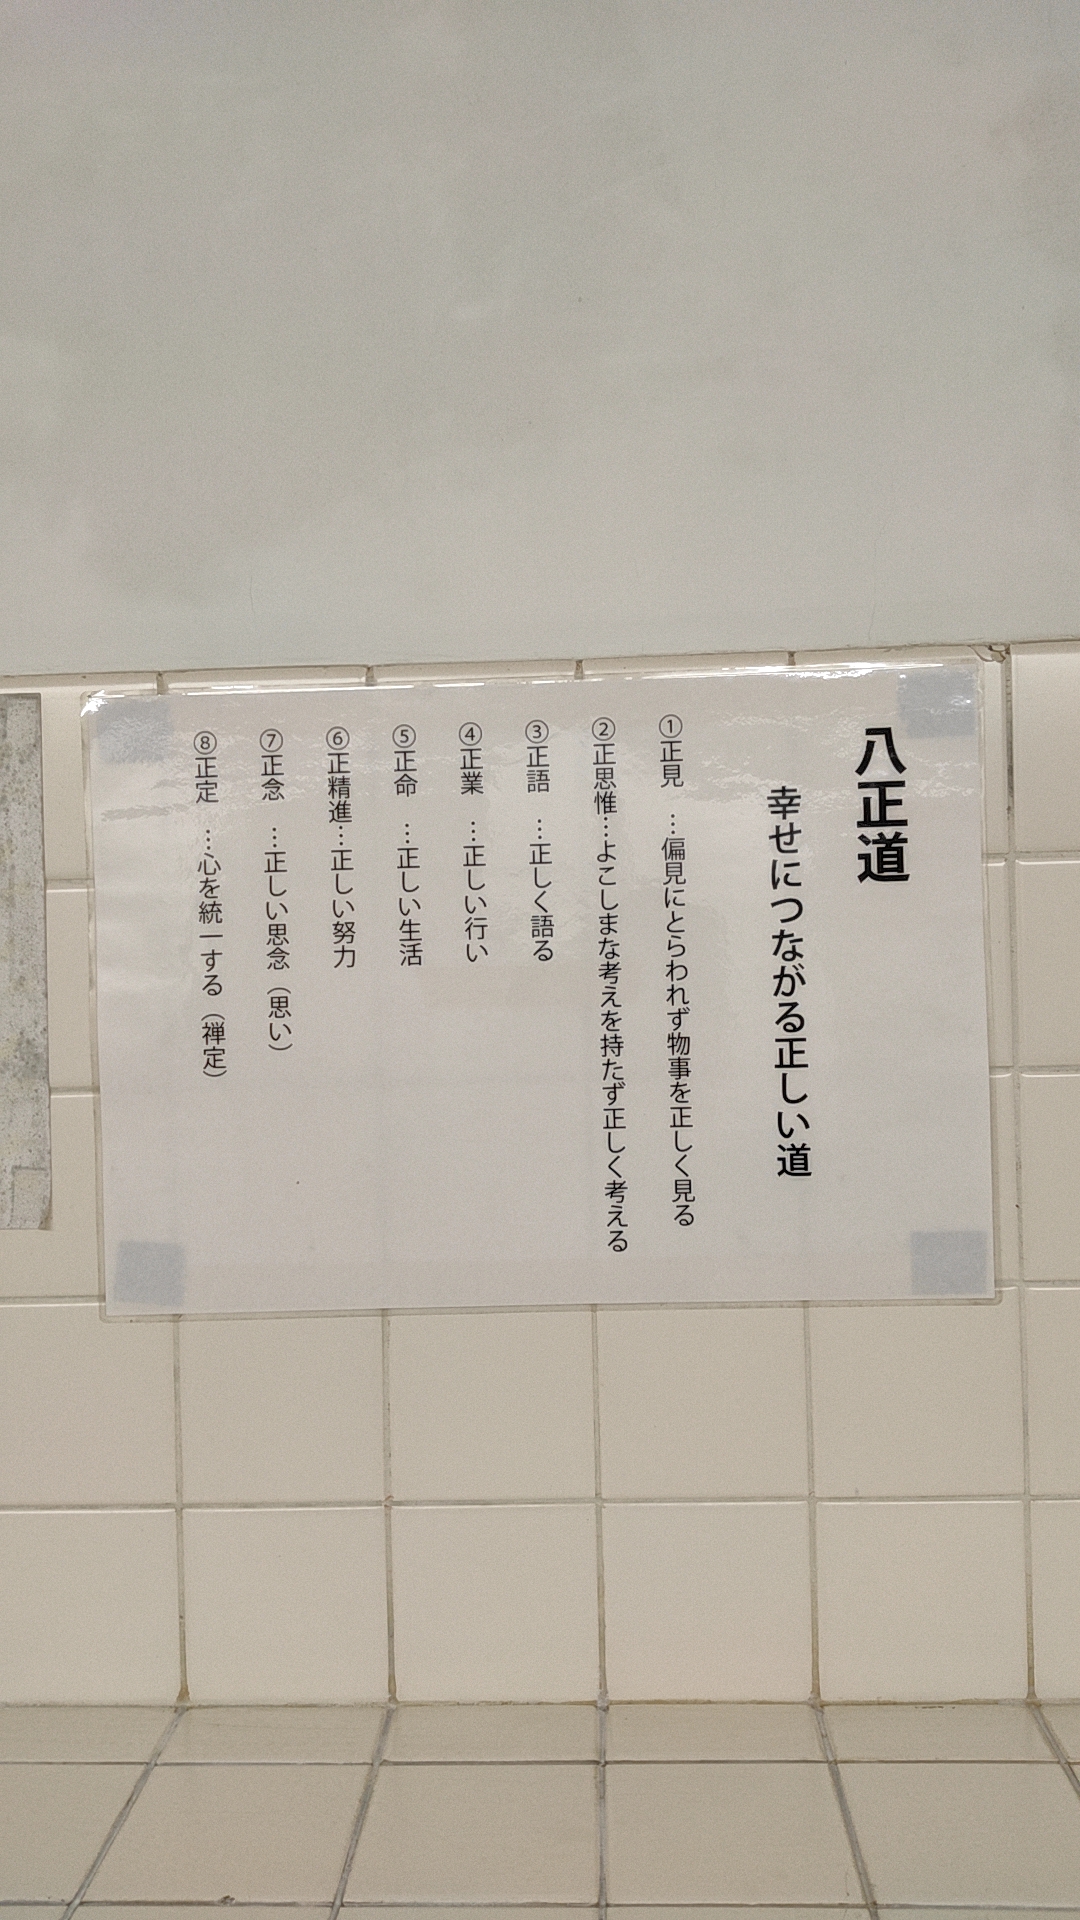 八正道
幸せにつながる正しい道
①正見　…偏見にとらわれず物事を正しく見る
②正思惟…よこしまな考えを持たず正しく考える
③正語　…正しく語る
④正業　…正しい行い
⑤正命　…正しい生活
⑥正精進…正しい努力
⑦正念　…正しい思念（思い）
⑧正定　…心を統一する（禅定）